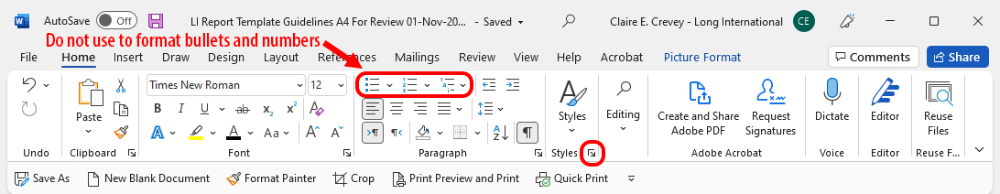 AutoSave Off LI Report Template Guidelines A4 For Review 01-Nov-20... - Saved Claire E. Crevey - Long International CE
Do not use to format bullets and numbers
File Home Insert Draw Design Layout References Mailings Review View Help Acrobat Picture Format Comments Share
Times New Roman 12
B I U ab x₂ x² A
A A Aa A A
Paste
Styles
Editing
Create and Share
Adobe PDF
Request
Signatures
Dictate
Editor
Reuse
Files
Undo Clipboard Font Paragraph Styles Adobe Acrobat Voice Editor Reuse F...
Save As New Blank Document Format Painter Crop Print Preview and Print Quick Print